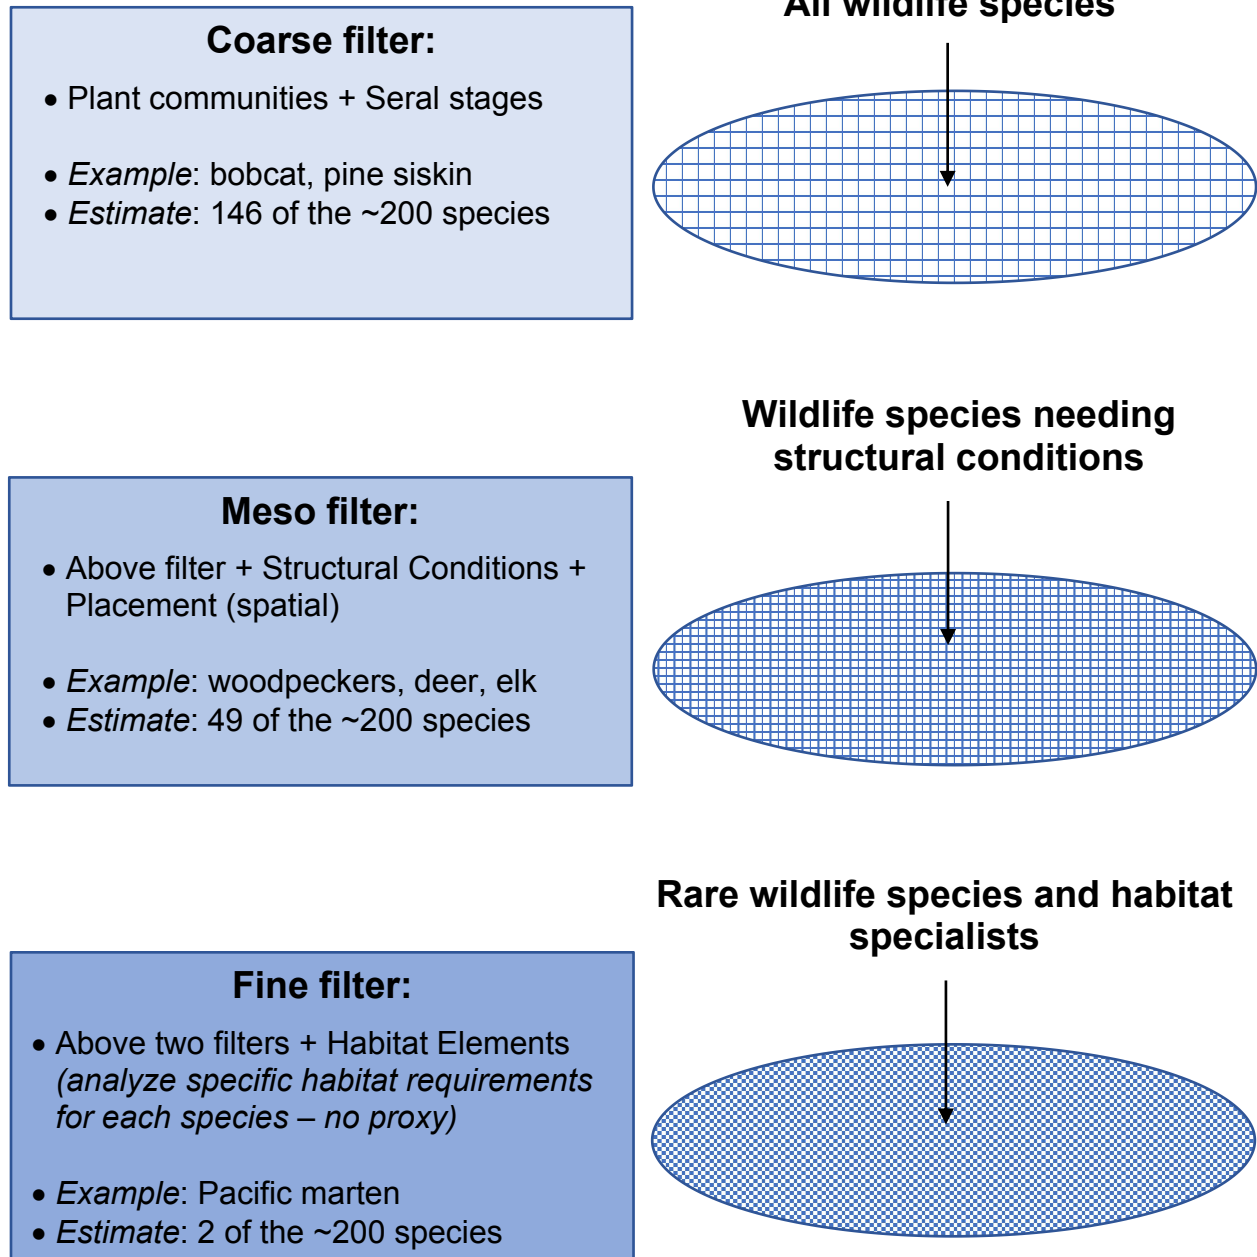 All wildlife species
Coarse filter:
• Plant communities + Seral stages
• Example: bobcat, pine siskin
• Estimate: 146 of the ~200 species
Wildlife species needing
structural conditions
Meso filter:
• Above filter + Structural Conditions +
Placement (spatial)
• Example: woodpeckers, deer, elk
• Estimate: 49 of the ~200 species
Rare wildlife species and habitat
specialists
Fine filter:
• Above two filters + Habitat Elements
(analyze specific habitat requirements
for each species – no proxy)
• Example: Pacific marten
• Estimate: 2 of the ~200 species